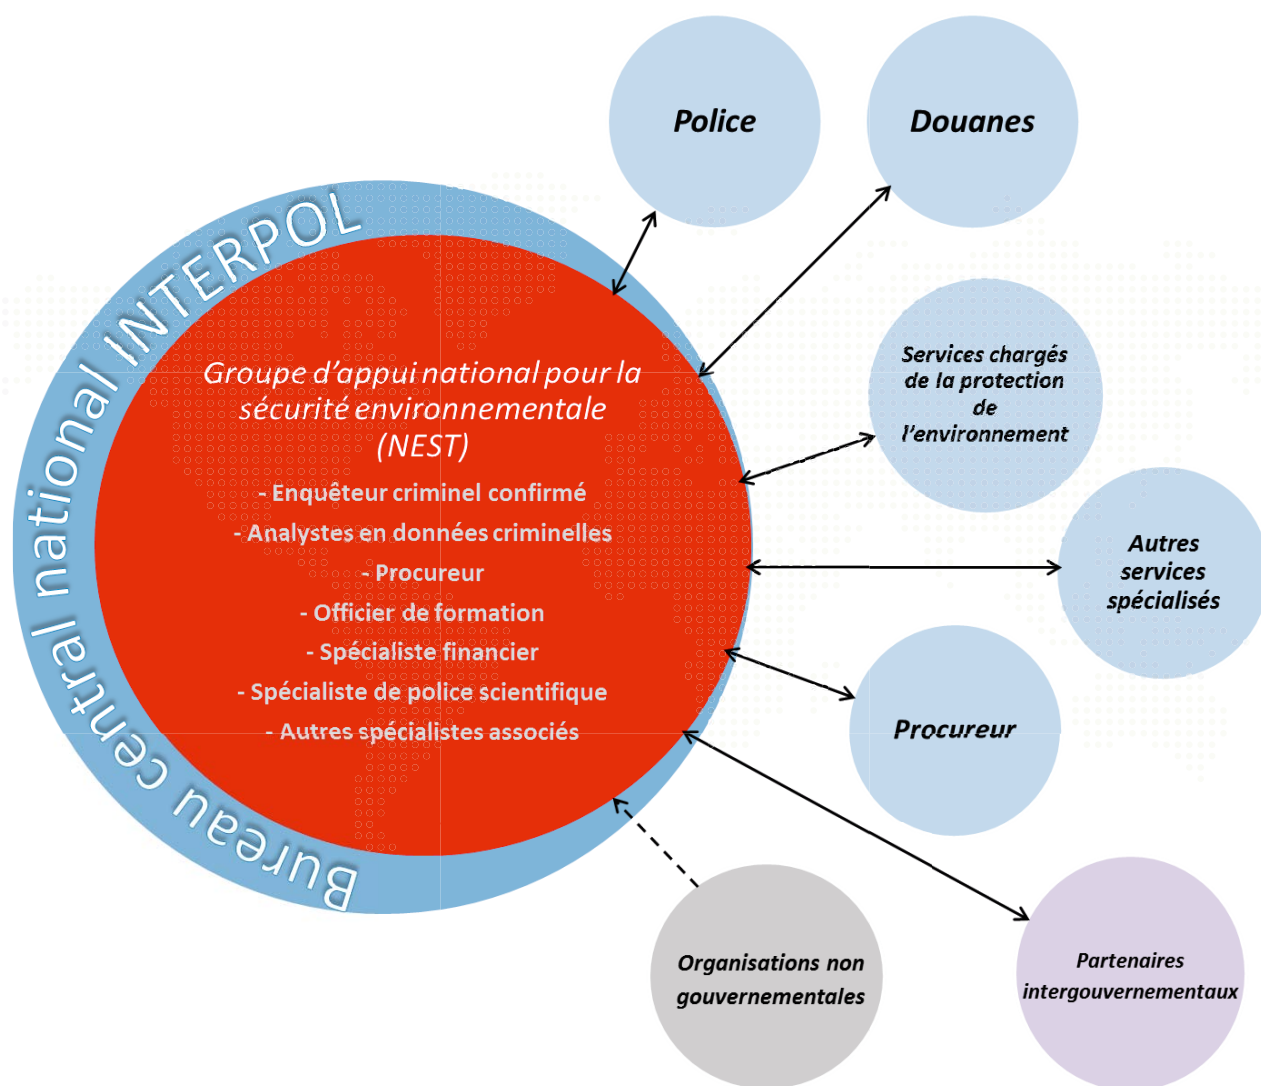 Police
Douanes
Bureau central national INTERPOL
Services chargés
de la protection
de
l'environnement
Groupe d'appui national pour la
sécurité environnementale
(NEST)
- Enquêteur criminel confirmé
- Analystes en données criminelles
- Procureur
- Officier de formation
- Spécialiste financier
- Spécialiste de police scientifique
- Autres spécialistes associés
Autres
services
spécialisés
Procureur
Organisations non
gouvernementales
Partenaires
intergouvernementaux